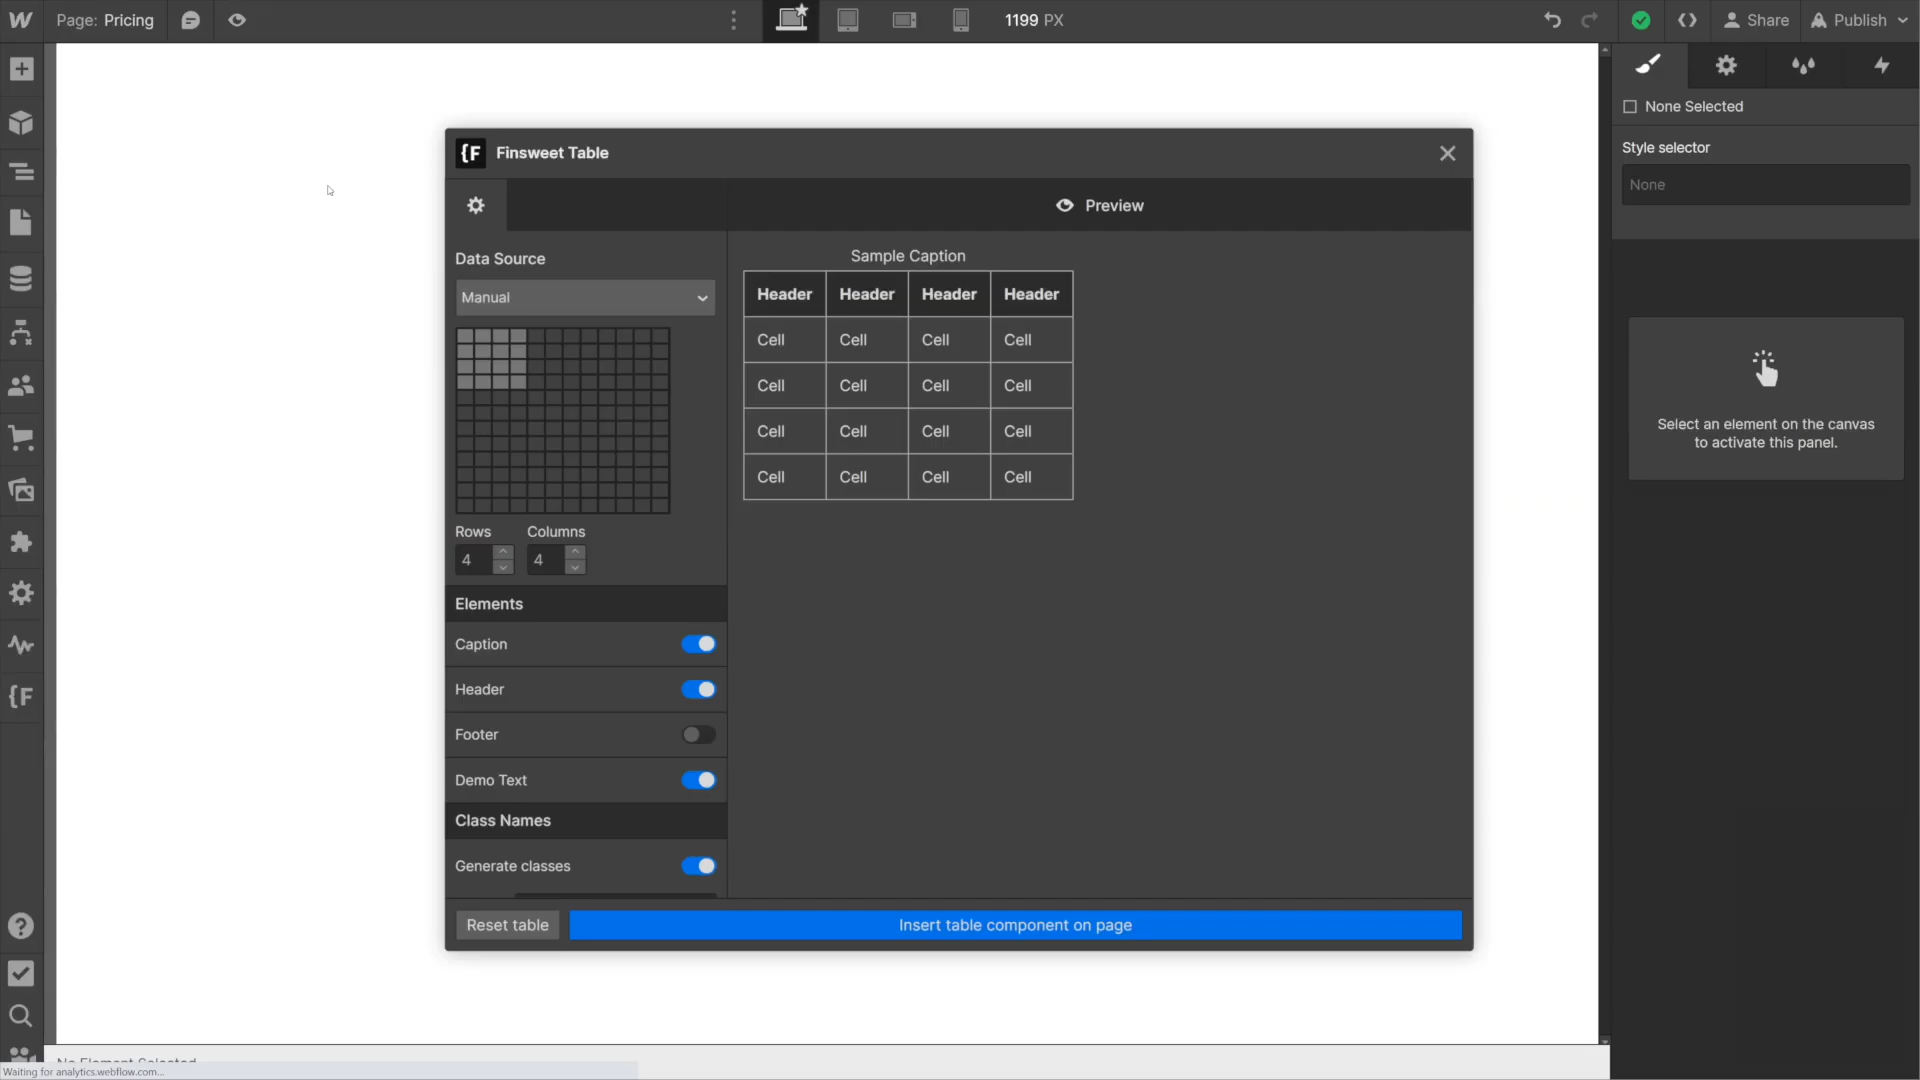 Page: Pricing
1199 PX
Share
Publish
None Selected
Style selector
None
Select an element on the canvas
to activate this panel.
{F
Finsweet Table
Preview
Data Source
Manual
Rows
Columns
4
4
Elements
Caption
Header
Footer
Demo Text
Class Names
Generate classes
Sample Caption
Header Header Header Header
Cell Cell Cell Cell
Cell Cell Cell Cell
Cell Cell Cell Cell
Cell Cell Cell Cell
Reset table
Insert table component on page
{F
No Element Selected
Waiting for analytics.webflow.com...